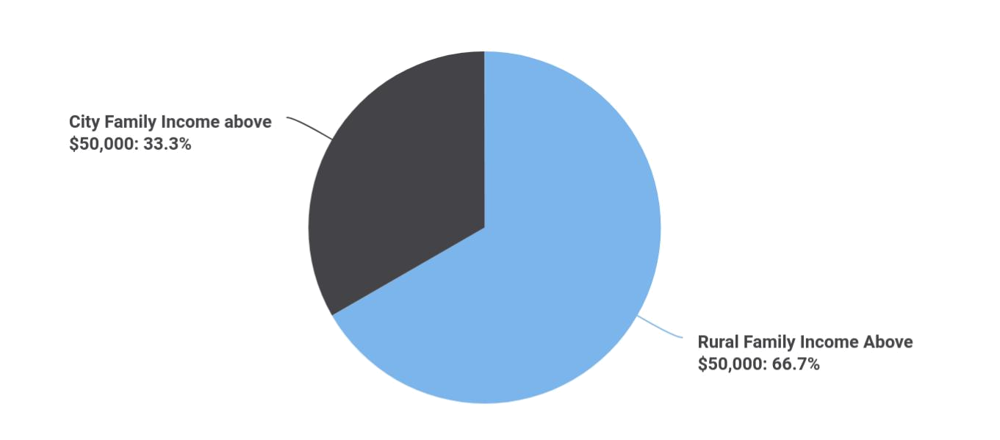 City Family Income above
$50,000: 33.3%
Rural Family Income Above
$50,000: 66.7%